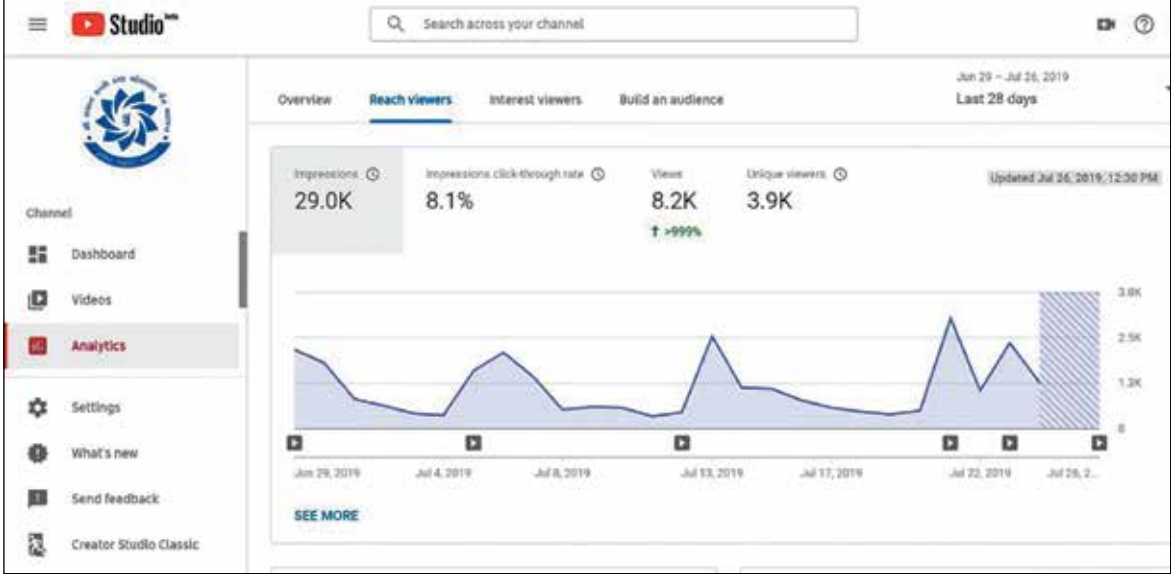 Studio beta
Search across your channel
Channel
Dashboard
Videos
Analytics
Settings
What's new
Send feedback
Creator Studio Classic
Overview Reach viewers Interest viewers Build an audience
Jun 29 – Jul 26, 2019
Last 28 days
Impressions Impressions click-through rate Views Unique viewers
29.0K 8.1% 8.2K 3.9K
↑ >999%
Updated Jul 26, 2019, 12:30 PM
3.8K
2.5K
1.3K
0
Jun 29, 2019 Jul 4, 2019 Jul 8, 2019 Jul 13, 2019 Jul 17, 2019 Jul 22, 2019 Jul 26, 2...
SEE MORE